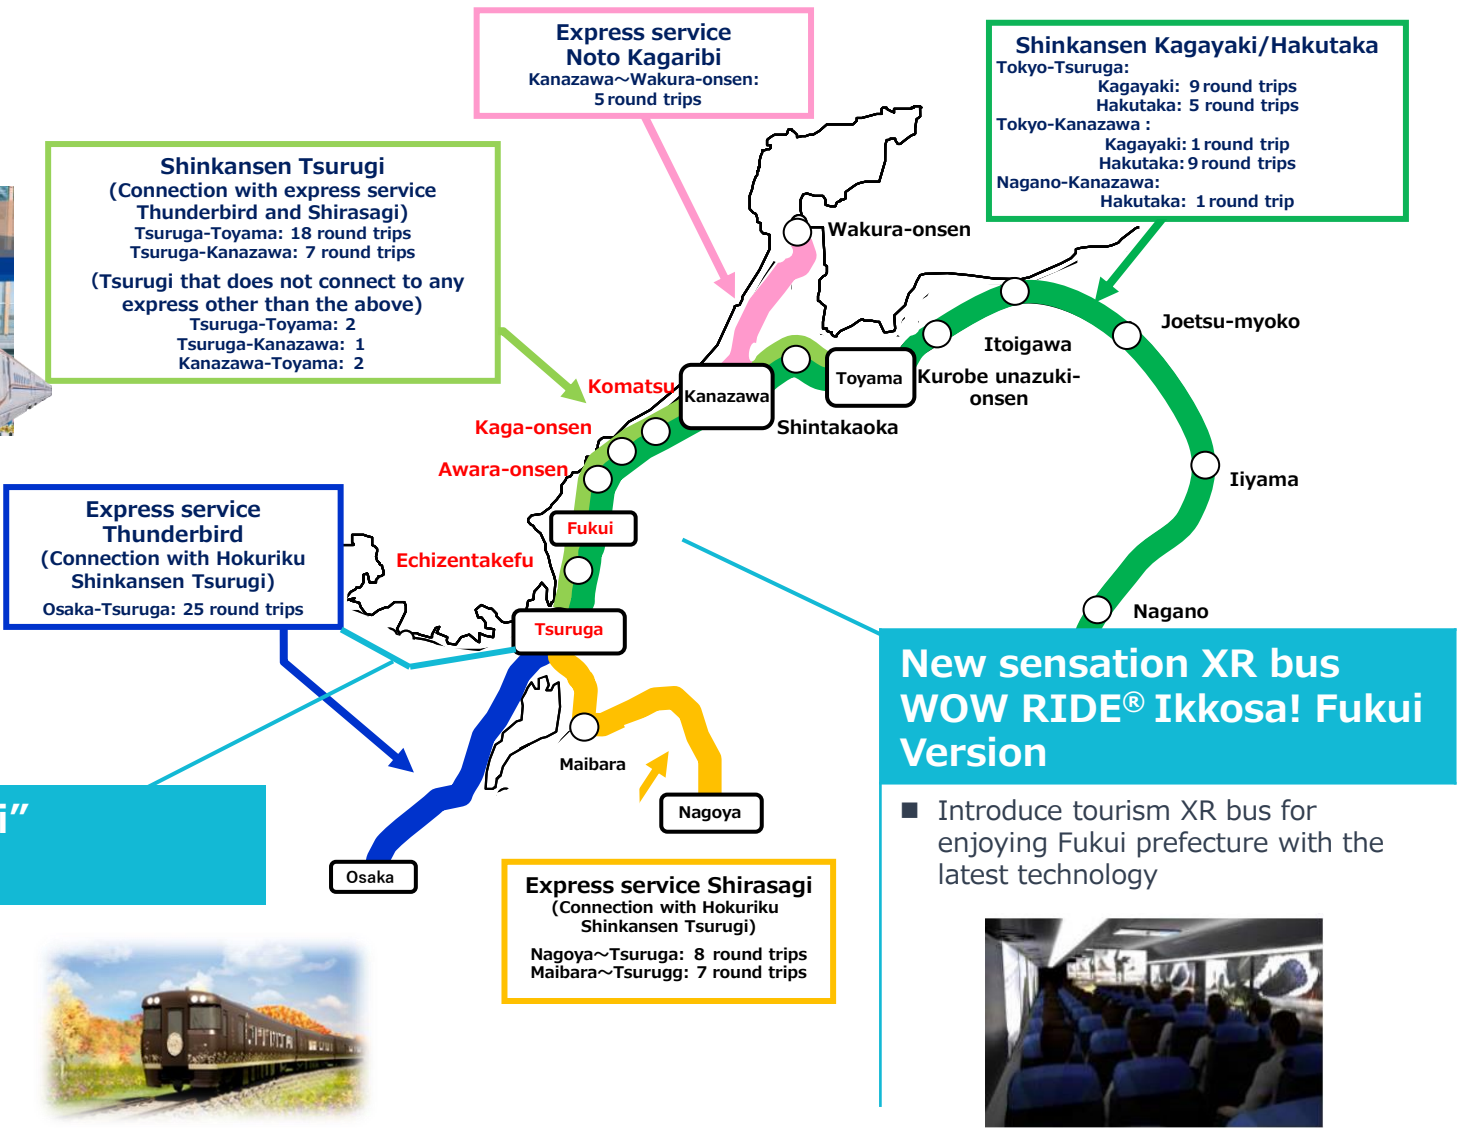 Express service
Noto Kagaribi
Kanazawa～Wakura-onsen:
5 round trips
Shinkansen Kagayaki/Hakutaka
Tokyo-Tsuruga:
Kagayaki: 9 round trips
Hakutaka: 5 round trips
Tokyo-Kanazawa :
Kagayaki: 1 round trip
Hakutaka: 9 round trips
Nagano-Kanazawa:
Hakutaka: 1 round trip
Shinkansen Tsurugi
(Connection with express service
Thunderbird and Shirasagi)
Tsuruga-Toyama: 18 round trips
Tsuruga-Kanazawa: 7 round trips
(Tsurugi that does not connect to any
express other than the above)
Tsuruga-Toyama: 2
Tsuruga-Kanazawa: 1
Kanazawa-Toyama: 2
Wakura-onsen
Joetsu-myoko
Itoigawa
Kurobe unazuki-
onsen
Toyama
Komatsu
Kanazawa
Shintakaoka
Kaga-onsen
Awara-onsen
Iiyama
Fukui
Echizentakefu
Express service
Thunderbird
(Connection with Hokuriku
Shinkansen Tsurugi)
Osaka-Tsuruga: 25 round trips
Nagano
Tsuruga
Maibara
Nagoya
Osaka
New sensation XR bus
WOW RIDE® Ikkosa! Fukui
Version
■ Introduce tourism XR bus for
enjoying Fukui prefecture with the
latest technology
i”
Express service Shirasagi
(Connection with Hokuriku
Shinkansen Tsurugi)
Nagoya～Tsuruga: 8 round trips
Maibara～Tsurugg: 7 round trips